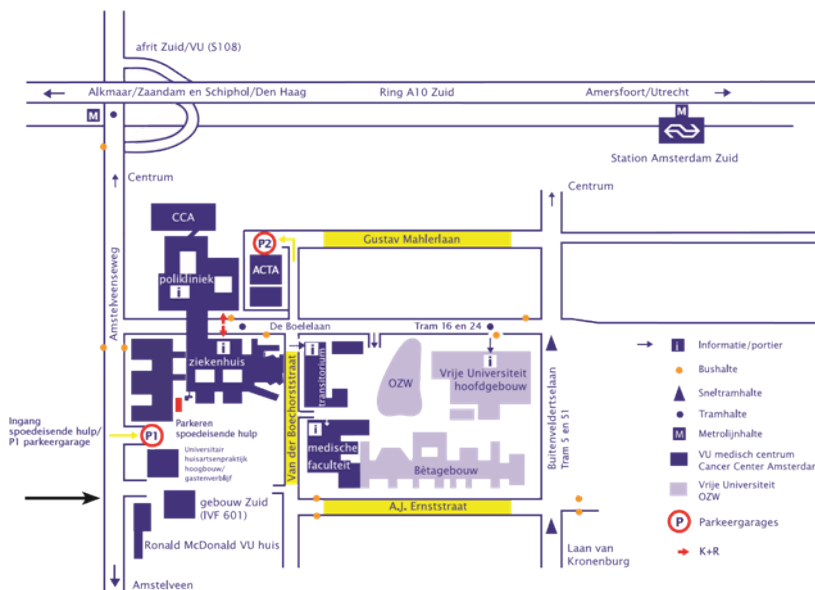 afrit Zuid/VU (S108)
Alkmaar/Zaandam en Schiphol/Den Haag
Ring A10 Zuid
Amersfoort/Utrecht
M
M
Station Amsterdam Zuid
Centrum
Centrum
CCA
P2
Gustav Mahlerlaan
polikliniek
i
ACTA
Amstelveenseweg
De Boelelaan
Tram 16 en 24
i
ziekenhuis
i
transitorium
OZW
i
Vrije Universiteit
hoofdgebouw
Buitenveldertselaan
Tram 5 en 51
Van der Boechorststraat
Ingang
spoedeisende hulp/
P1 parkeergarage
P1
Parkeren
spoedeisende hulp
Universitair
huisartsenpraktijk
hoogbouw/
gastenverblijf
i
medische
faculteit
Bètagebouw
gebouw Zuid
(IVF 601)
A.J. Ernststraat
Ronald McDonald VU huis
Laan van
Kronenburg
Amstelveen
i Informatie/portier
Bushalte
Sneltramhalte
Tramhalte
M Metrolijnhalte
VU medisch centrum
Cancer Center Amsterdam
Vrije Universiteit
OZW
P Parkeergarages
K+R